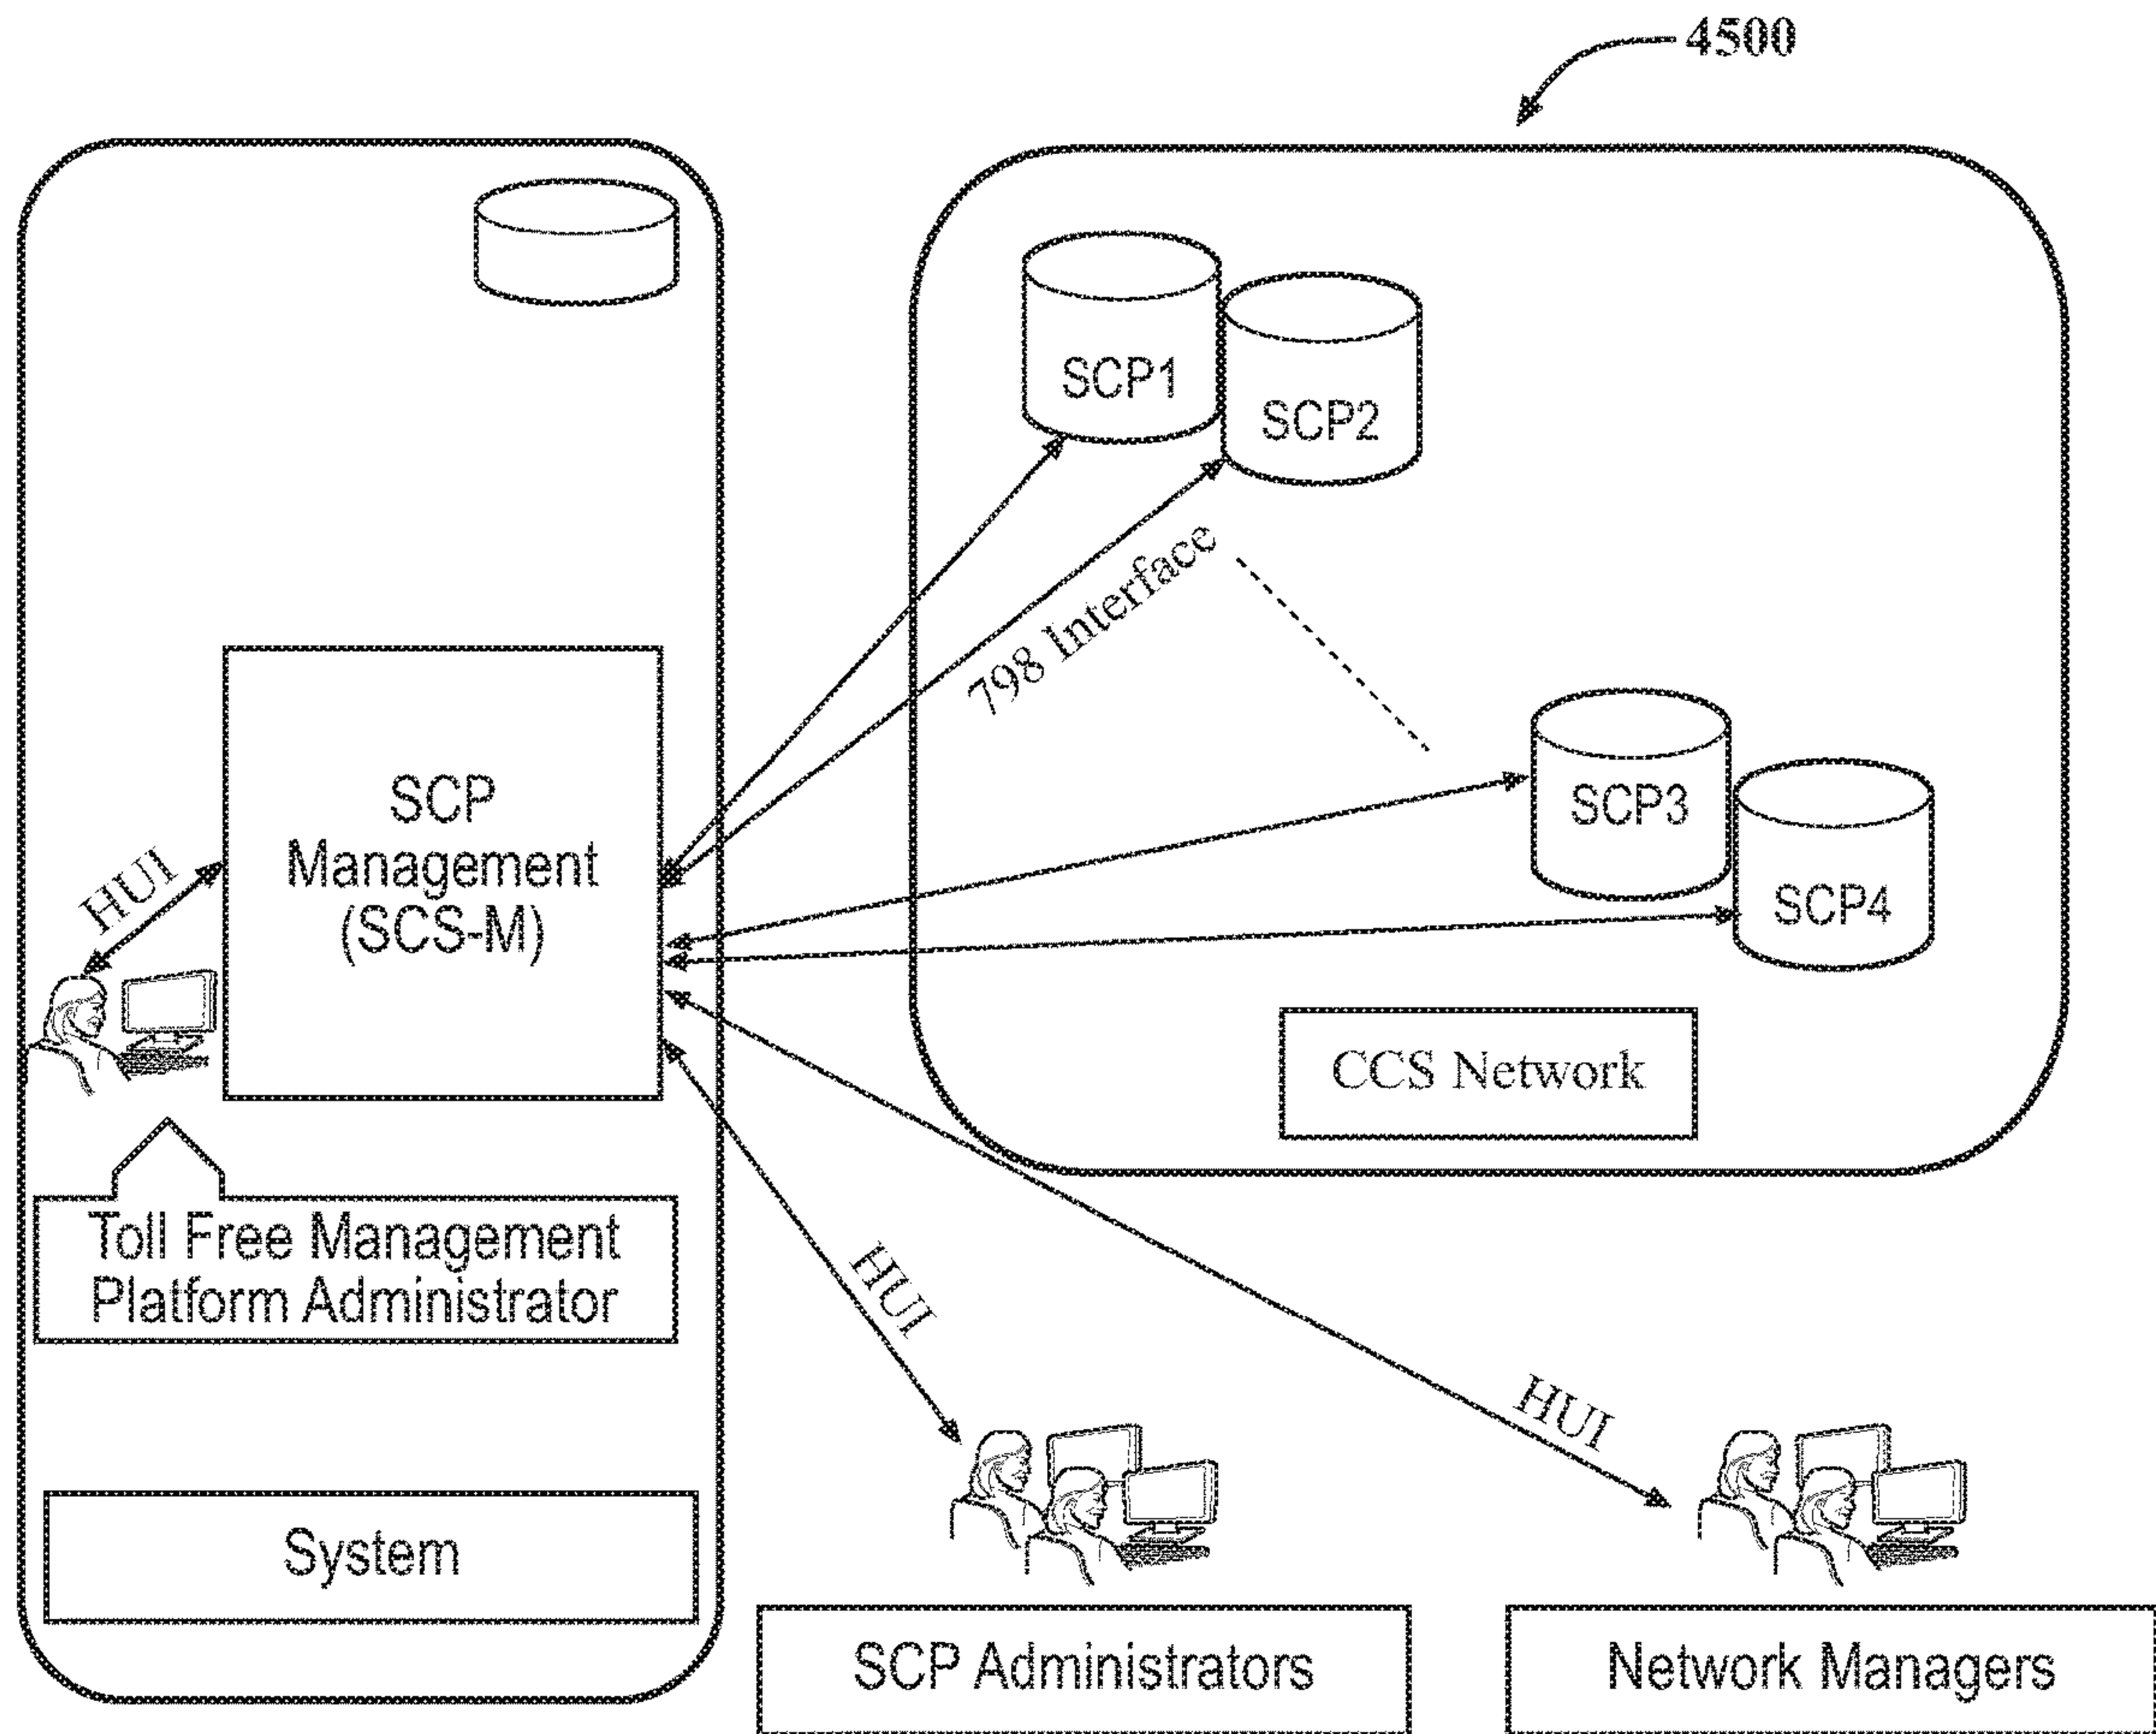 4500
SCP1
SCP2
798 Interface
SCP3
SCP4
CCS Network
SCP
Management
(SCS-M)
HUI
Toll Free Management
Platform Administrator
System
HUI
HUI
SCP Administrators
Network Managers